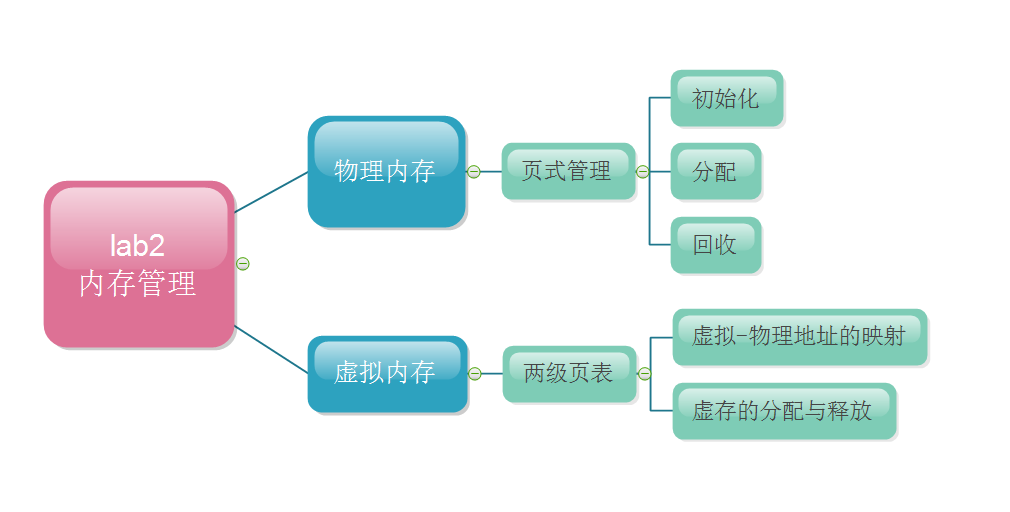 lab2
内存管理
物理内存
页式管理
初始化
分配
回收
虚拟内存
两级页表
虚拟-物理地址的映射
虚存的分配与释放